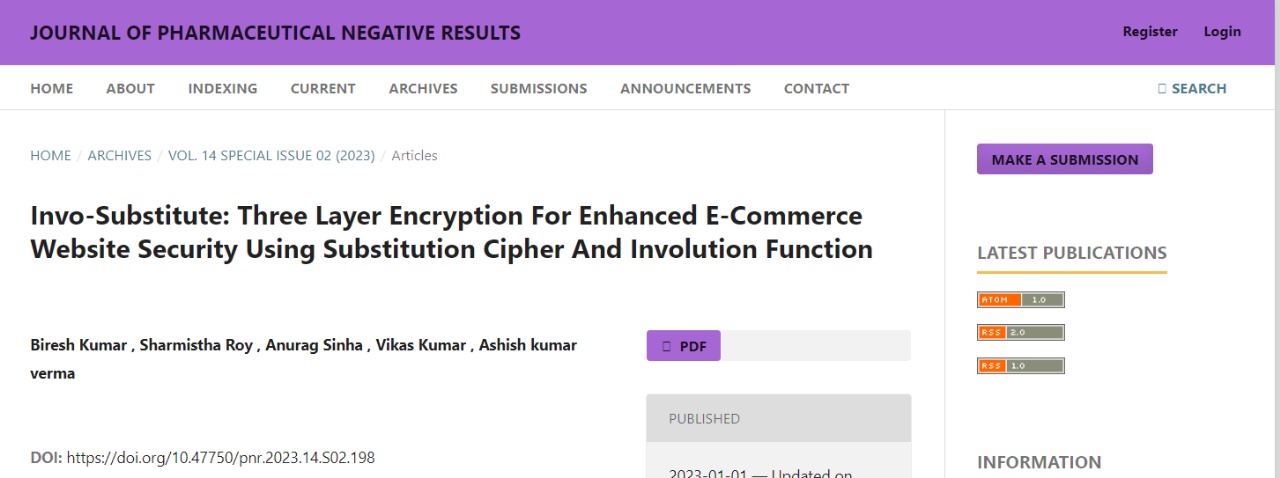 JOURNAL OF PHARMACEUTICAL NEGATIVE RESULTS
Register Login
HOME ABOUT INDEXING CURRENT ARCHIVES SUBMISSIONS ANNOUNCEMENTS CONTACT SEARCH
HOME / ARCHIVES / VOL. 14 SPECIAL ISSUE 02 (2023) / Articles
MAKE A SUBMISSION
Invo-Substitute: Three Layer Encryption For Enhanced E-Commerce
Website Security Using Substitution Cipher And Involution Function
LATEST PUBLICATIONS
ATOM 1.0
RSS 2.0
RSS 1.0
Biresh Kumar , Sharmistha Roy , Anurag Sinha , Vikas Kumar , Ashish kumar
verma
PDF
PUBLISHED
DOI: https://doi.org/10.47750/pnr.2023.14.S02.198
2023-01-01 — Updated on
INFORMATION